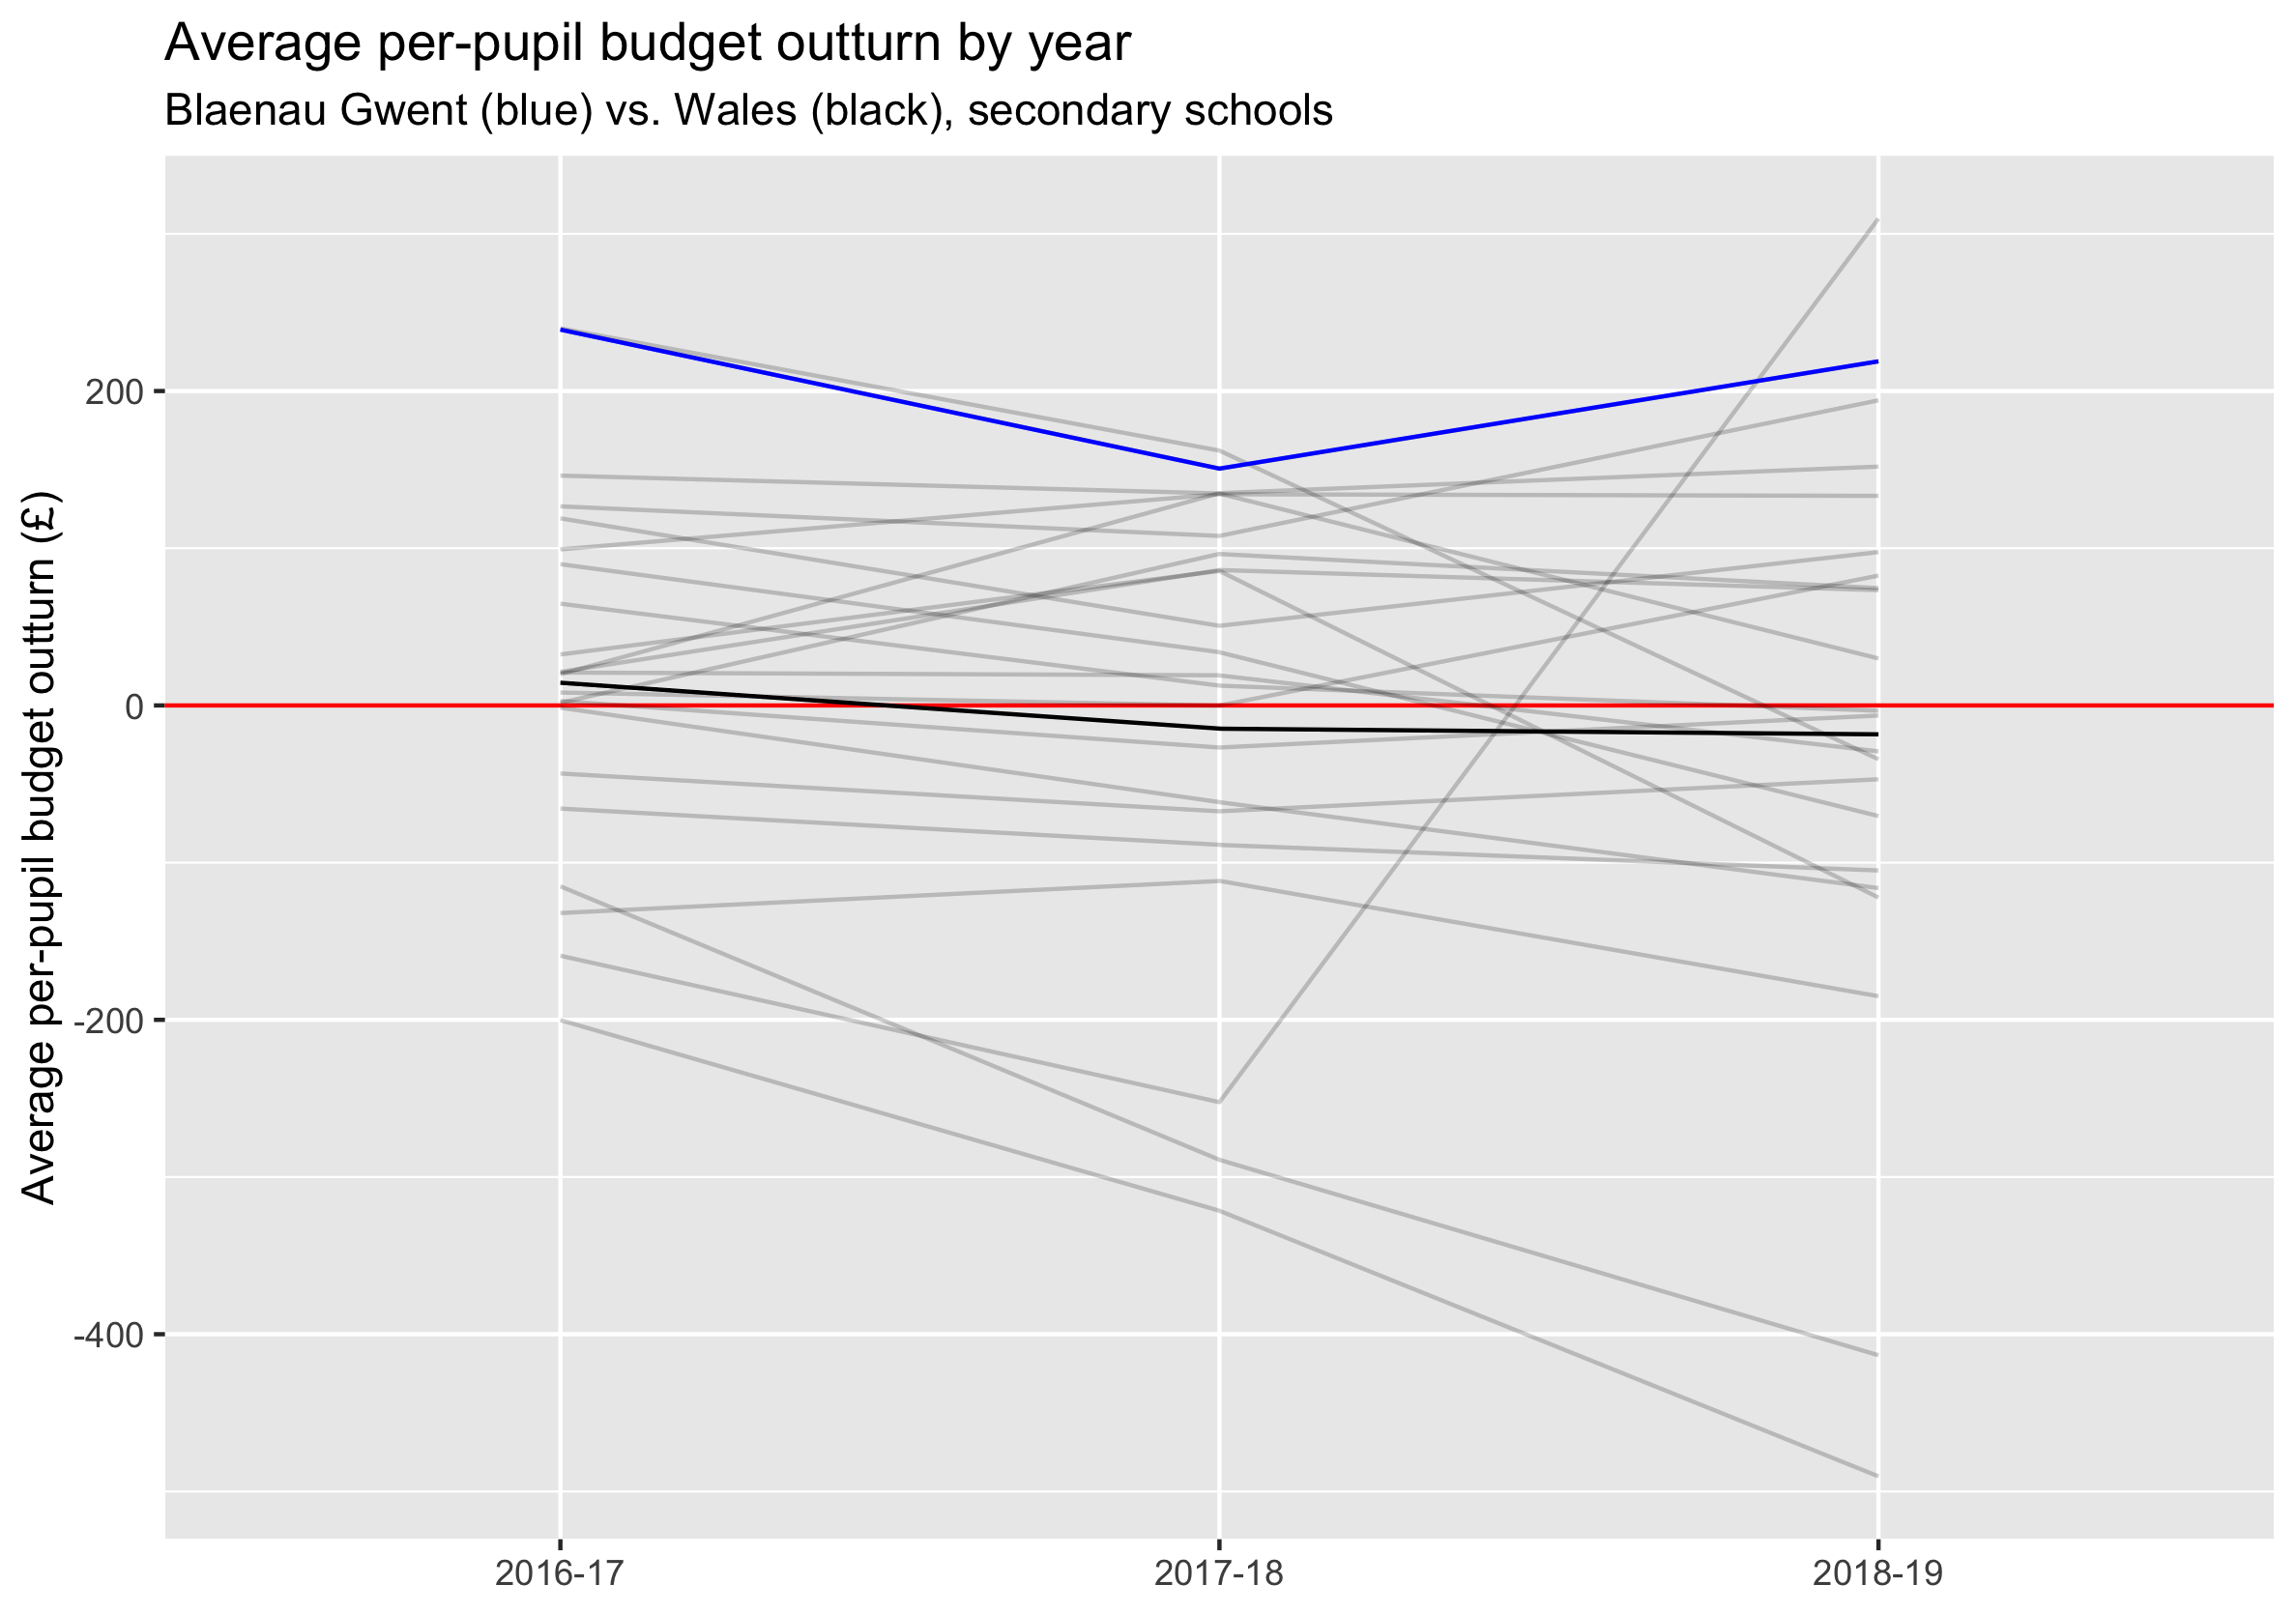 Average per-pupil budget outturn by year
Blaenau Gwent (blue) vs. Wales (black), secondary schools
Average per-pupil budget outturn (£)
200
0
-200
-400
2016-17
2017-18
2018-19